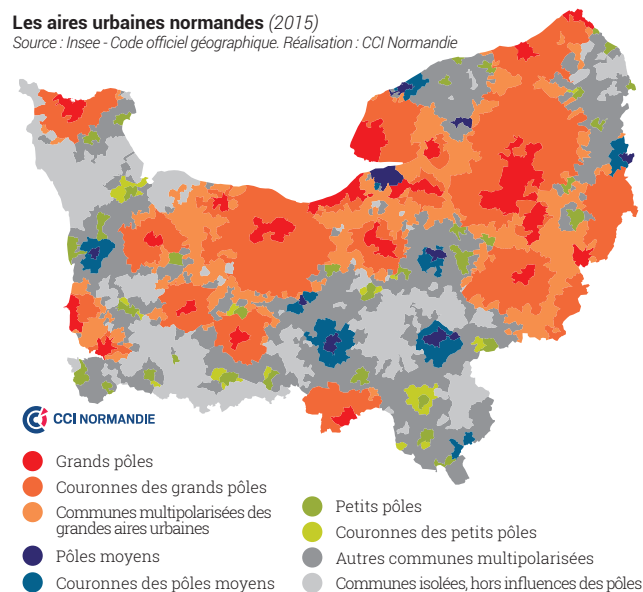 Les aires urbaines normandes (2015)
Source : Insee - Code officiel géographique. Réalisation : CCI Normandie
CCI NORMANDIE
Grands pôles
Couronnes des grands pôles
Communes multipolarisées des
grandes aires urbaines
Pôles moyens
Couronnes des pôles moyens
Petits pôles
Couronnes des petits pôles
Autres communes multipolarisées
Communes isolées, hors influences des pôles